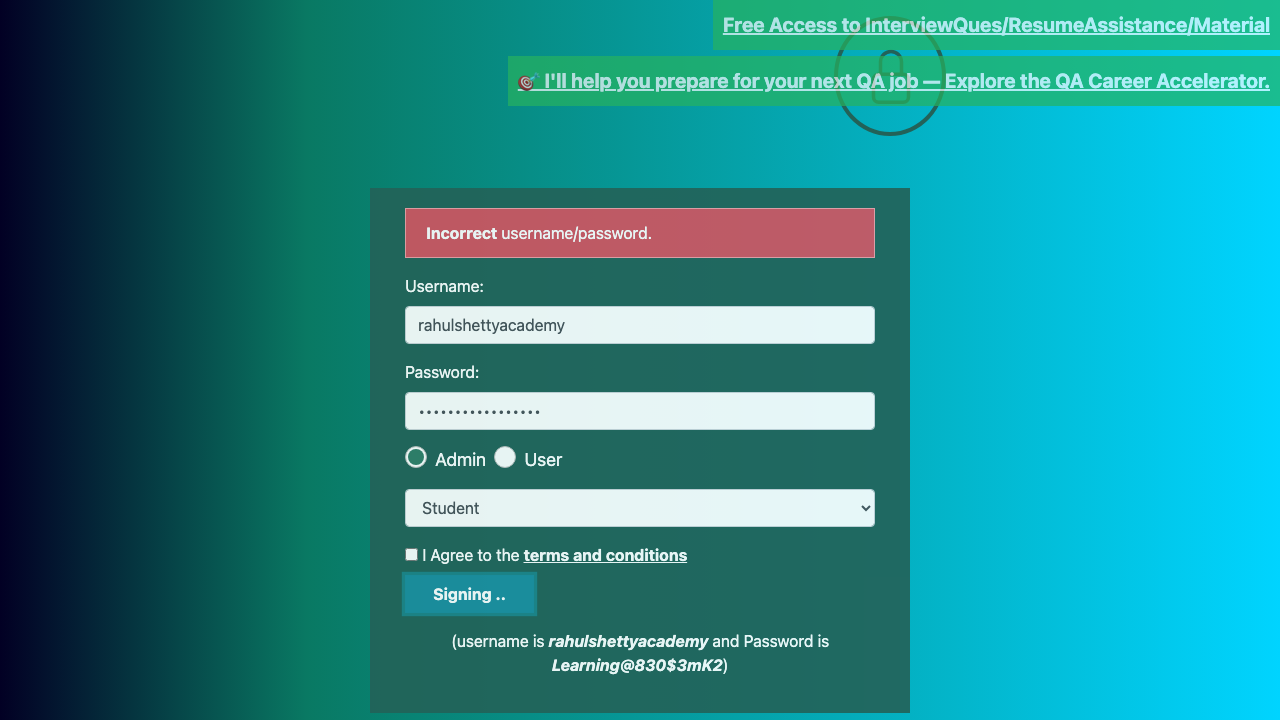 Free Access to InterviewQues/ResumeAssistance/Material
🎯 I'll help you prepare for your next QA job — Explore the QA Career Accelerator.
Incorrect username/password.
Username:
rahulshettyacademy
Password:
•••••••••••••••••
Admin User
Student
I Agree to the terms and conditions
Signing ..
(username is rahulshettyacademy and Password is
Learning@830$3mK2)